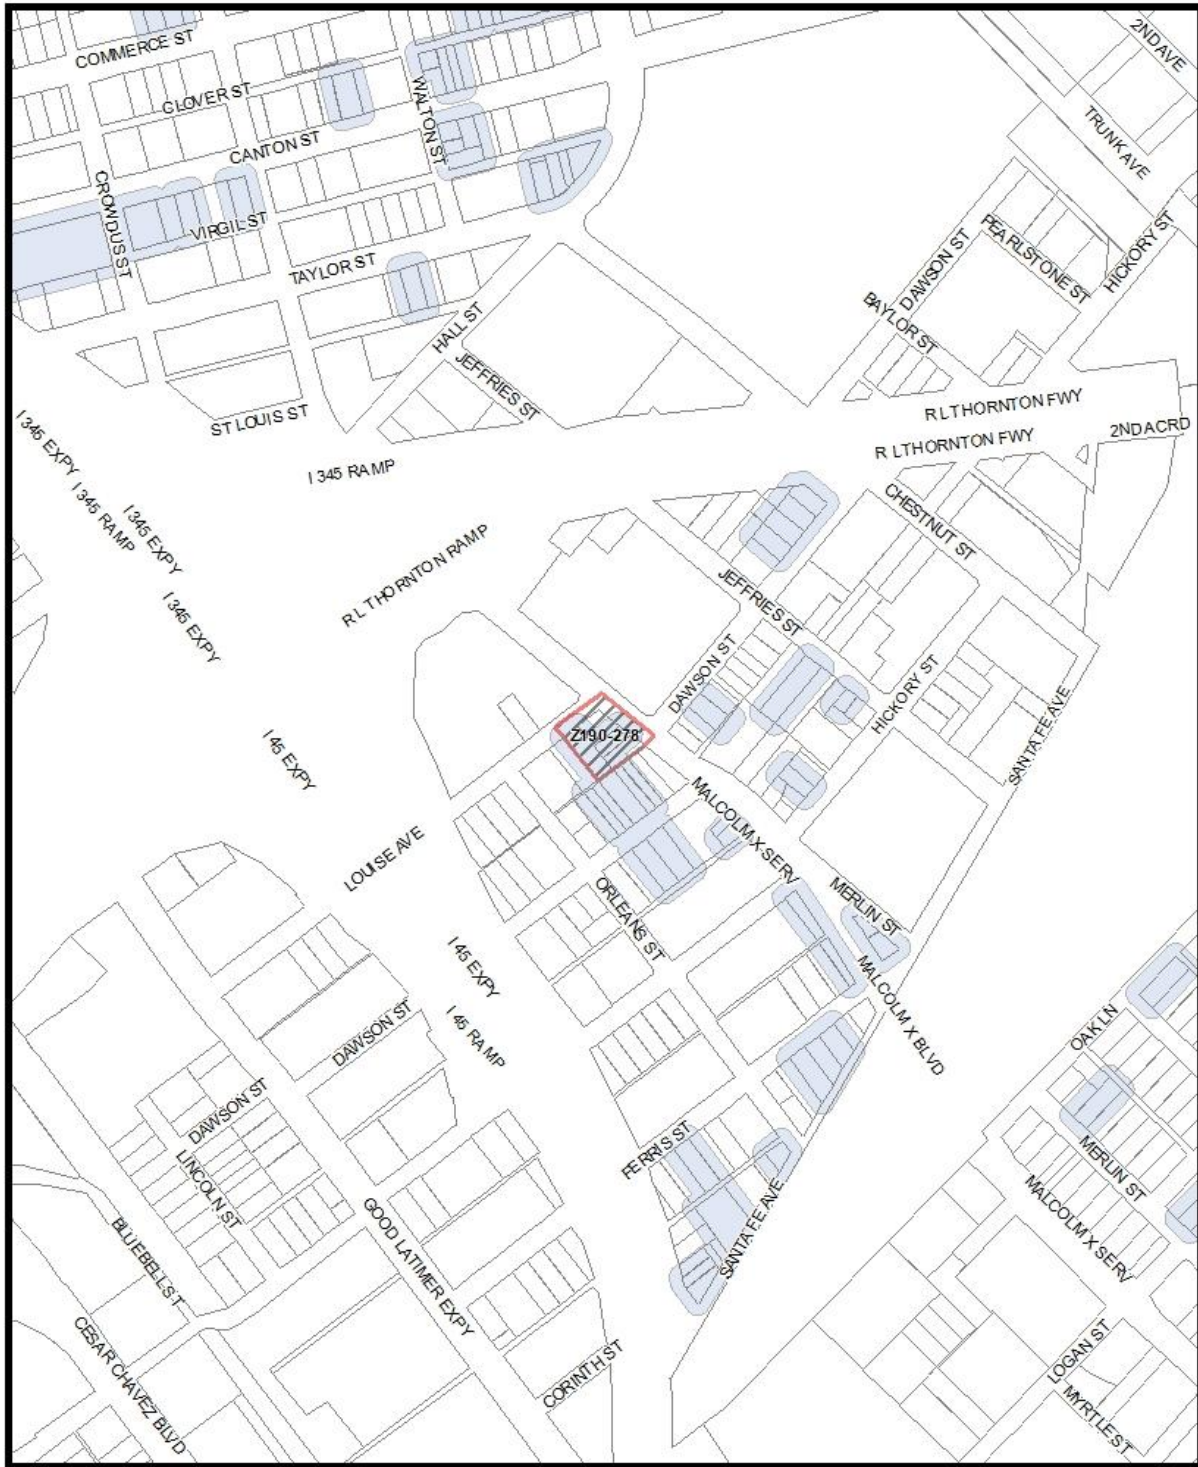 2ND AVE
COMMERCE ST
CLOVER ST
WALTON ST
TRUNK AVE
CANTON ST
CROWDUS ST
VIRGIL ST
PEARLSTONE ST
HICKORY ST
DAWSON ST
TAYLOR ST
BAYLOR ST
HALL ST
JEFFRIES ST
R L THORNTON FWY
ST LOUIS ST
2ND AC RD
R L THORNTON FWY
I 345 EXPY
I 345 RAMP
I 345 RAMP
I 345 EXPY
CHESTNUT ST
R L THORNTON RAMP
JEFFRIES ST
I 345 EXPY
DAWSON ST
HICKORY ST
SANTA FE AVE
Z190-278
I 45 EXPY
MALCOLM X SERV
LOUISE AVE
ORLEANS ST
MERLIN ST
I 45 EXPY
MALCOLM X BLVD
OAK LN
DAWSON ST
I 45 RAMP
DAWSON ST
FERRIS ST
MERLIN ST
LINCOLN ST
MALCOLM X SERV
SANTA FE AVE
BLUEBELL ST
GOOD LATIMER EXPY
CESAR CHAVEZ BLVD
CORINTH ST
LOGAN ST
MYRTLE ST